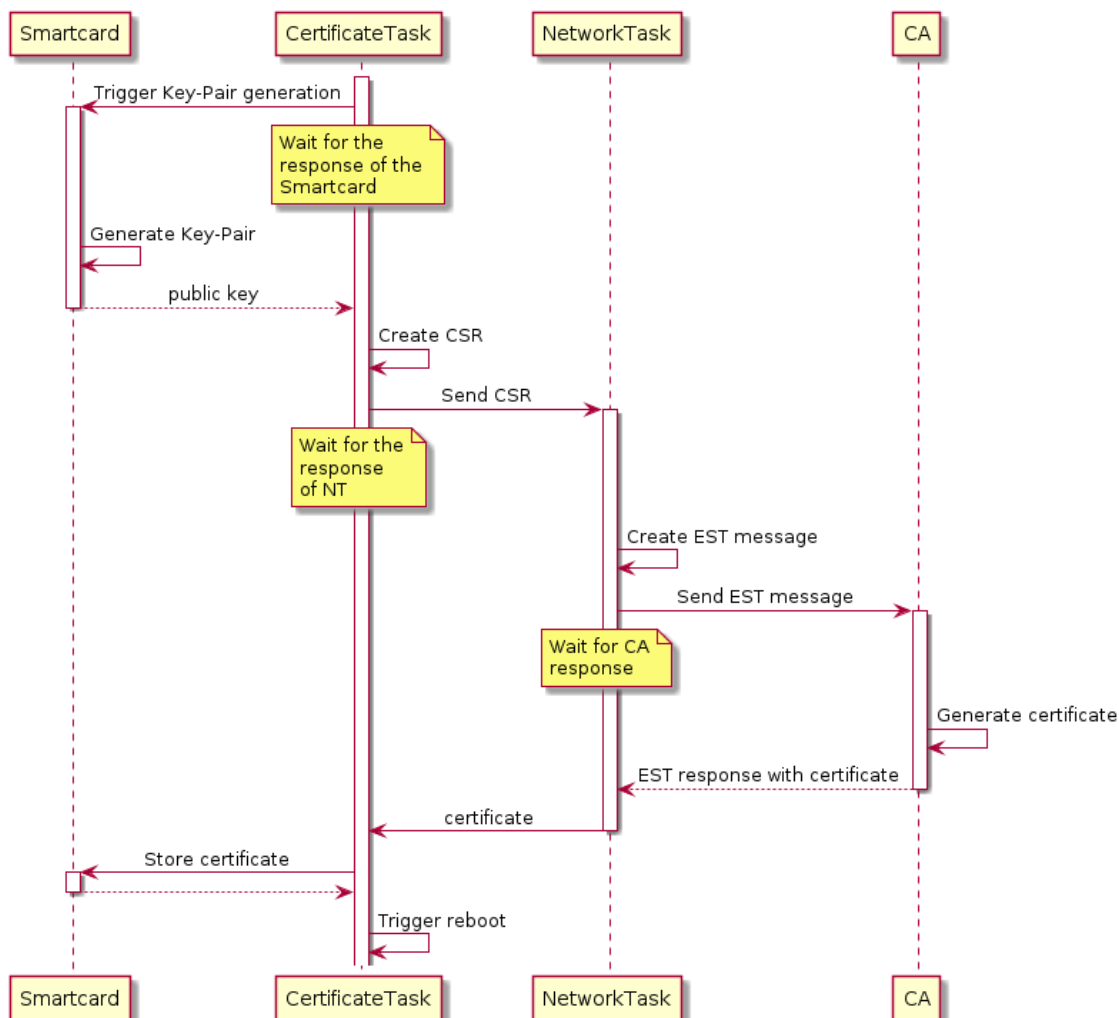 Smartcard
CertificateTask
NetworkTask
CA
Trigger Key-Pair generation
Wait for the
response of the
Smartcard
Generate Key-Pair
public key
Create CSR
Send CSR
Wait for the
response
of NT
Create EST message
Send EST message
Wait for CA
response
Generate certificate
EST response with certificate
certificate
Store certificate
Trigger reboot
Smartcard
CertificateTask
NetworkTask
CA